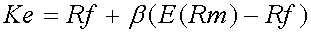 Ke = Rf + β(E(Rm) − Rf )